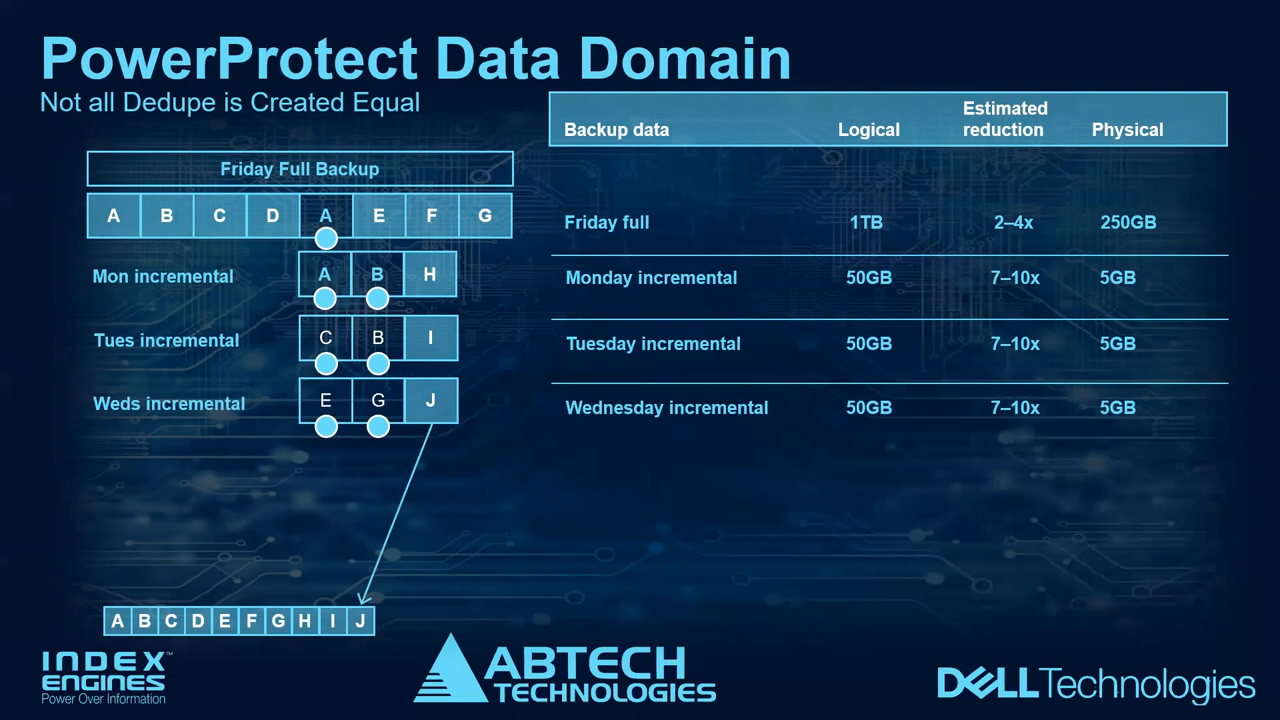 PowerProtect Data Domain
Not all Dedupe is Created Equal
Friday Full Backup
A B C D A E F G
Mon incremental A B H
Tues incremental C B I
Weds incremental E G J
A B C D E F G H I J
Backup data Logical Estimated reduction Physical
Friday full 1TB 2–4x 250GB
Monday incremental 50GB 7–10x 5GB
Tuesday incremental 50GB 7–10x 5GB
Wednesday incremental 50GB 7–10x 5GB
INDEX™
ENGINES
Power Over Information
ABTECH
TECHNOLOGIES
DELLTechnologies